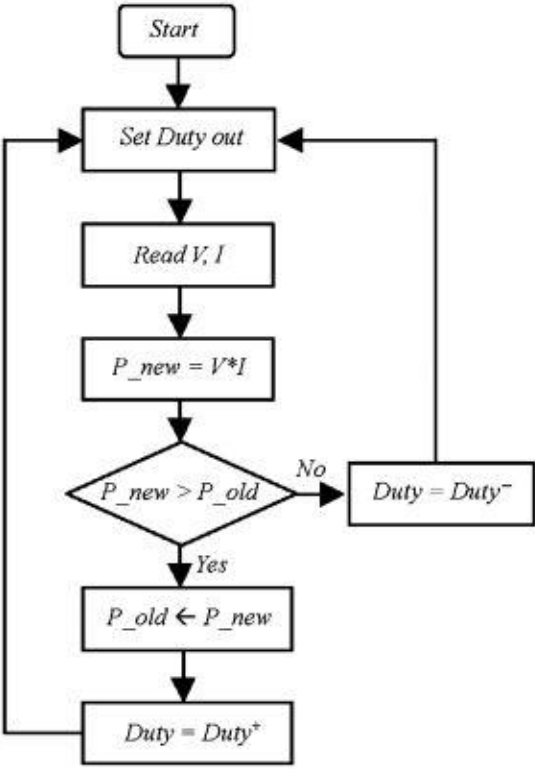 Start
Set Duty out
Read V, I
P_new = V*I
P_new > P_old
No
Duty = Duty⁻
Yes
P_old ← P_new
Duty = Duty⁺